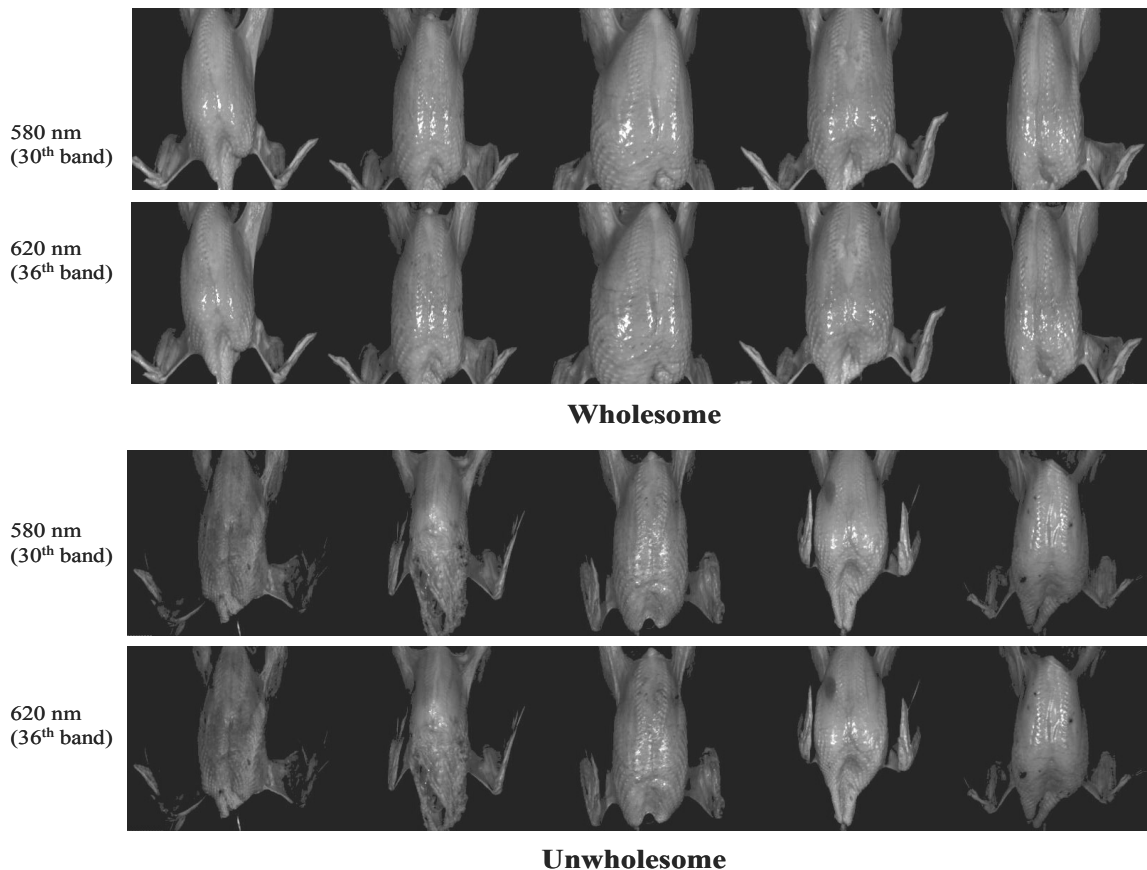 580 nm
(30th band)
620 nm
(36th band)
Wholesome
580 nm
(30th band)
620 nm
(36th band)
Unwholesome